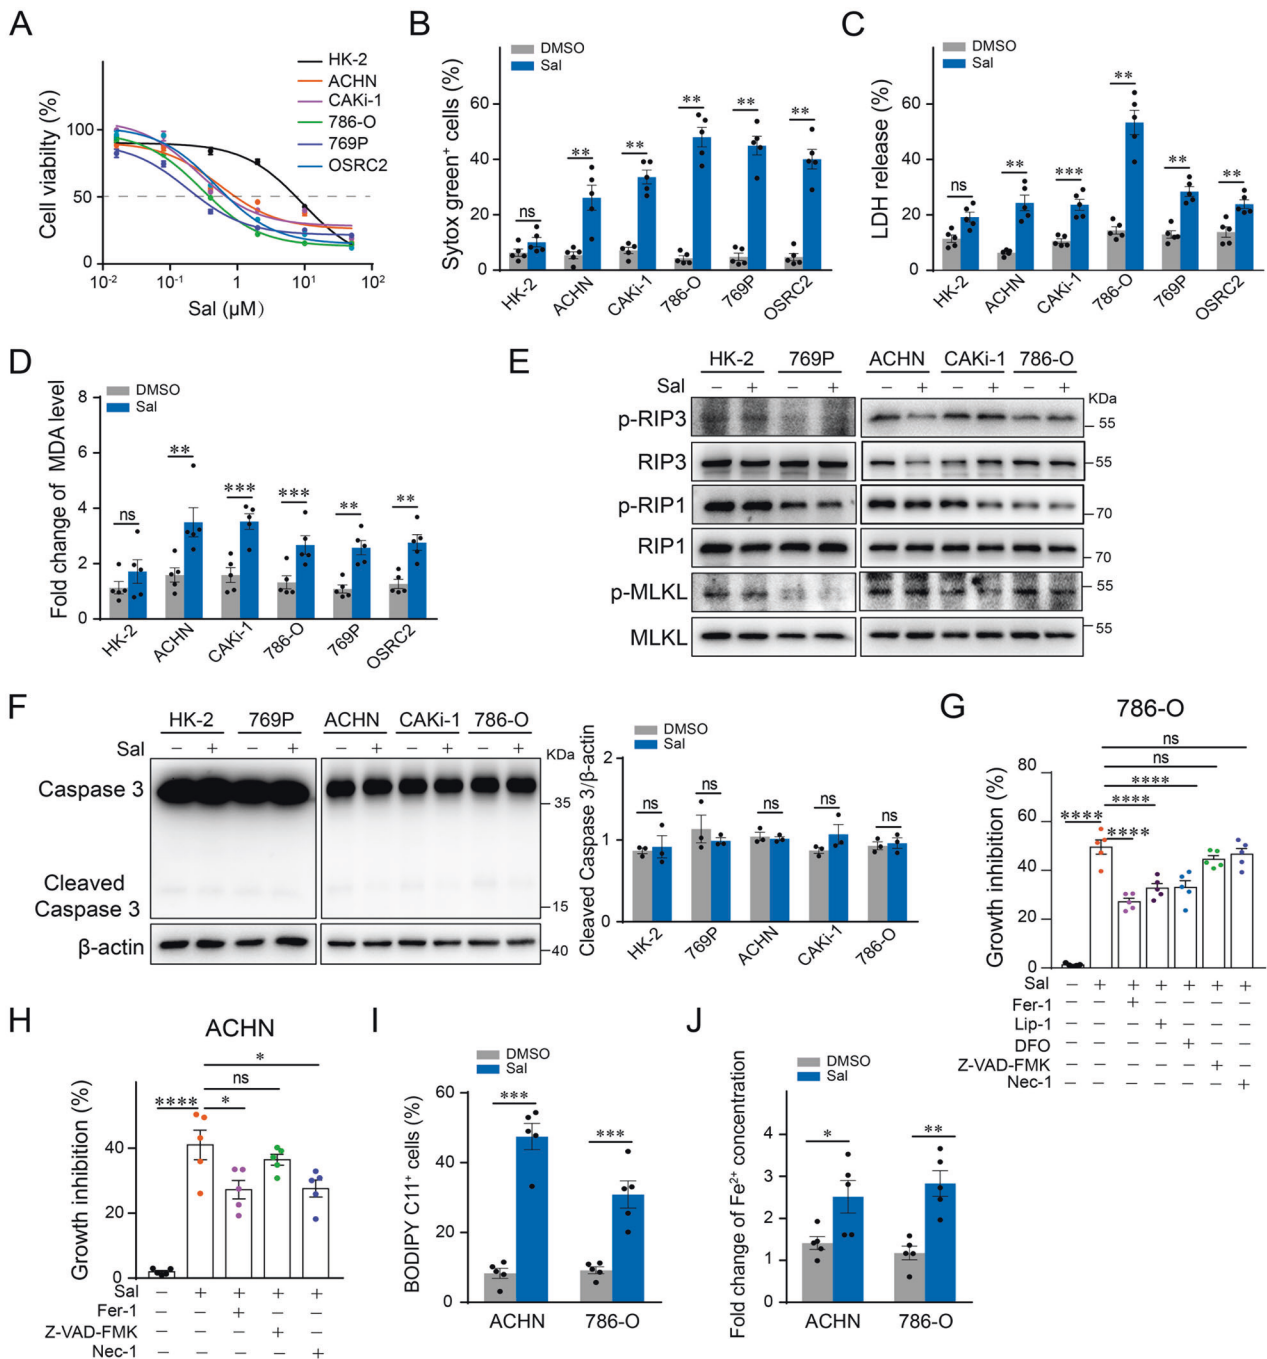 A
Cell viability (%)
100
50
0
10-2
10-1
1
101
102
Sal (μM)
HK-2
ACHN
CAKi-1
786-O
769P
OSRC2
B
DMSO
Sal
Sytox green+ cells (%)
60
40
20
0
ns
**
**
**
**
**
HK-2
ACHN
CAKi-1
786-O
769P
OSRC2
C
DMSO
Sal
LDH release (%)
60
40
20
0
ns
**
***
**
**
**
HK-2
ACHN
CAKi-1
786-O
769P
OSRC2
D
DMSO
Sal
Fold change of MDA level
8
6
4
2
0
ns
**
***
***
**
**
HK-2
ACHN
CAKi-1
786-O
769P
OSRC2
E
HK-2 769P ACHN CAKi-1 786-O
Sal − + − + − + − + − +
KDa
p-RIP3 55
RIP3 55
p-RIP1 70
RIP1 70
p-MLKL 55
MLKL 55
F
HK-2 769P ACHN CAKi-1 786-O
Sal − + − + − + − + − +
KDa
Caspase 3 35
Cleaved
Caspase 3 15
β-actin 40
DMSO
Sal
Cleaved Caspase 3/β-actin
2
1
0
ns
ns
ns
ns
ns
HK-2
769P
ACHN
CAKi-1
786-O
G
786-O
Growth inhibition (%)
80
60
40
20
0
ns
ns
****
****
**** ****
Sal − + + + + + +
Fer-1 − − + − − − −
Lip-1 − − − + − − −
DFO − − − − + − −
Z-VAD-FMK − − − − − + −
Nec-1 − − − − − − +
H
ACHN
Growth inhibition (%)
40
20
0
*
ns
**** *
Sal − + + + +
Fer-1 − − + − −
Z-VAD-FMK − − − + −
Nec-1 − − − − +
I
DMSO
Sal
BODIPY C11+ cells (%)
60
40
20
0
***
***
ACHN 786-O
J
DMSO
Sal
Fold change of Fe2+ concentration
4
3
2
1
0
*
**
ACHN 786-O